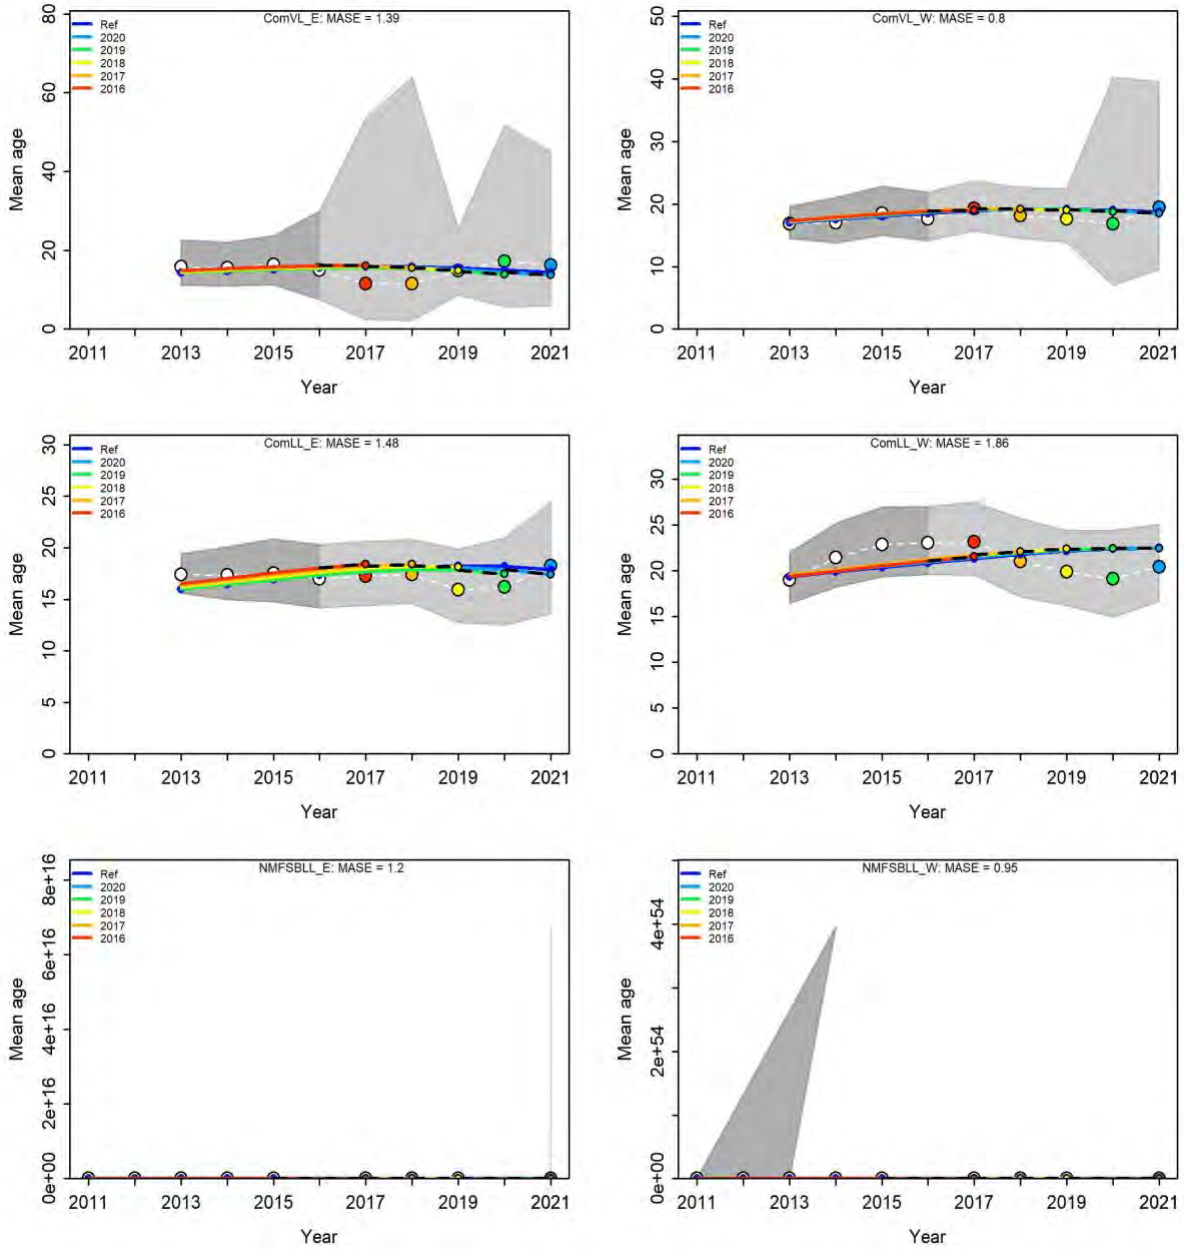 ComVL_E: MASE = 1.39
Ref
2020
2019
2018
2017
2016
Mean age
0 20 40 60 80
2011 2013 2015 2017 2019 2021
Year
ComVL_W: MASE = 0.8
Ref
2020
2019
2018
2017
2016
Mean age
0 10 20 30 40 50
2011 2013 2015 2017 2019 2021
Year
ComLL_E: MASE = 1.48
Ref
2020
2019
2018
2017
2016
Mean age
0 5 10 15 20 25 30
2011 2013 2015 2017 2019 2021
Year
ComLL_W: MASE = 1.86
Ref
2020
2019
2018
2017
2016
Mean age
0 5 10 15 20 25 30
2011 2013 2015 2017 2019 2021
Year
NMFSBLL_E: MASE = 1.2
Ref
2020
2019
2018
2017
2016
Mean age
0e+00 2e+16 4e+16 6e+16 8e+16
2011 2013 2015 2017 2019 2021
Year
NMFSBLL_W: MASE = 0.95
Ref
2020
2019
2018
2017
2016
Mean age
0e+00 2e+54 4e+54
2011 2013 2015 2017 2019 2021
Year